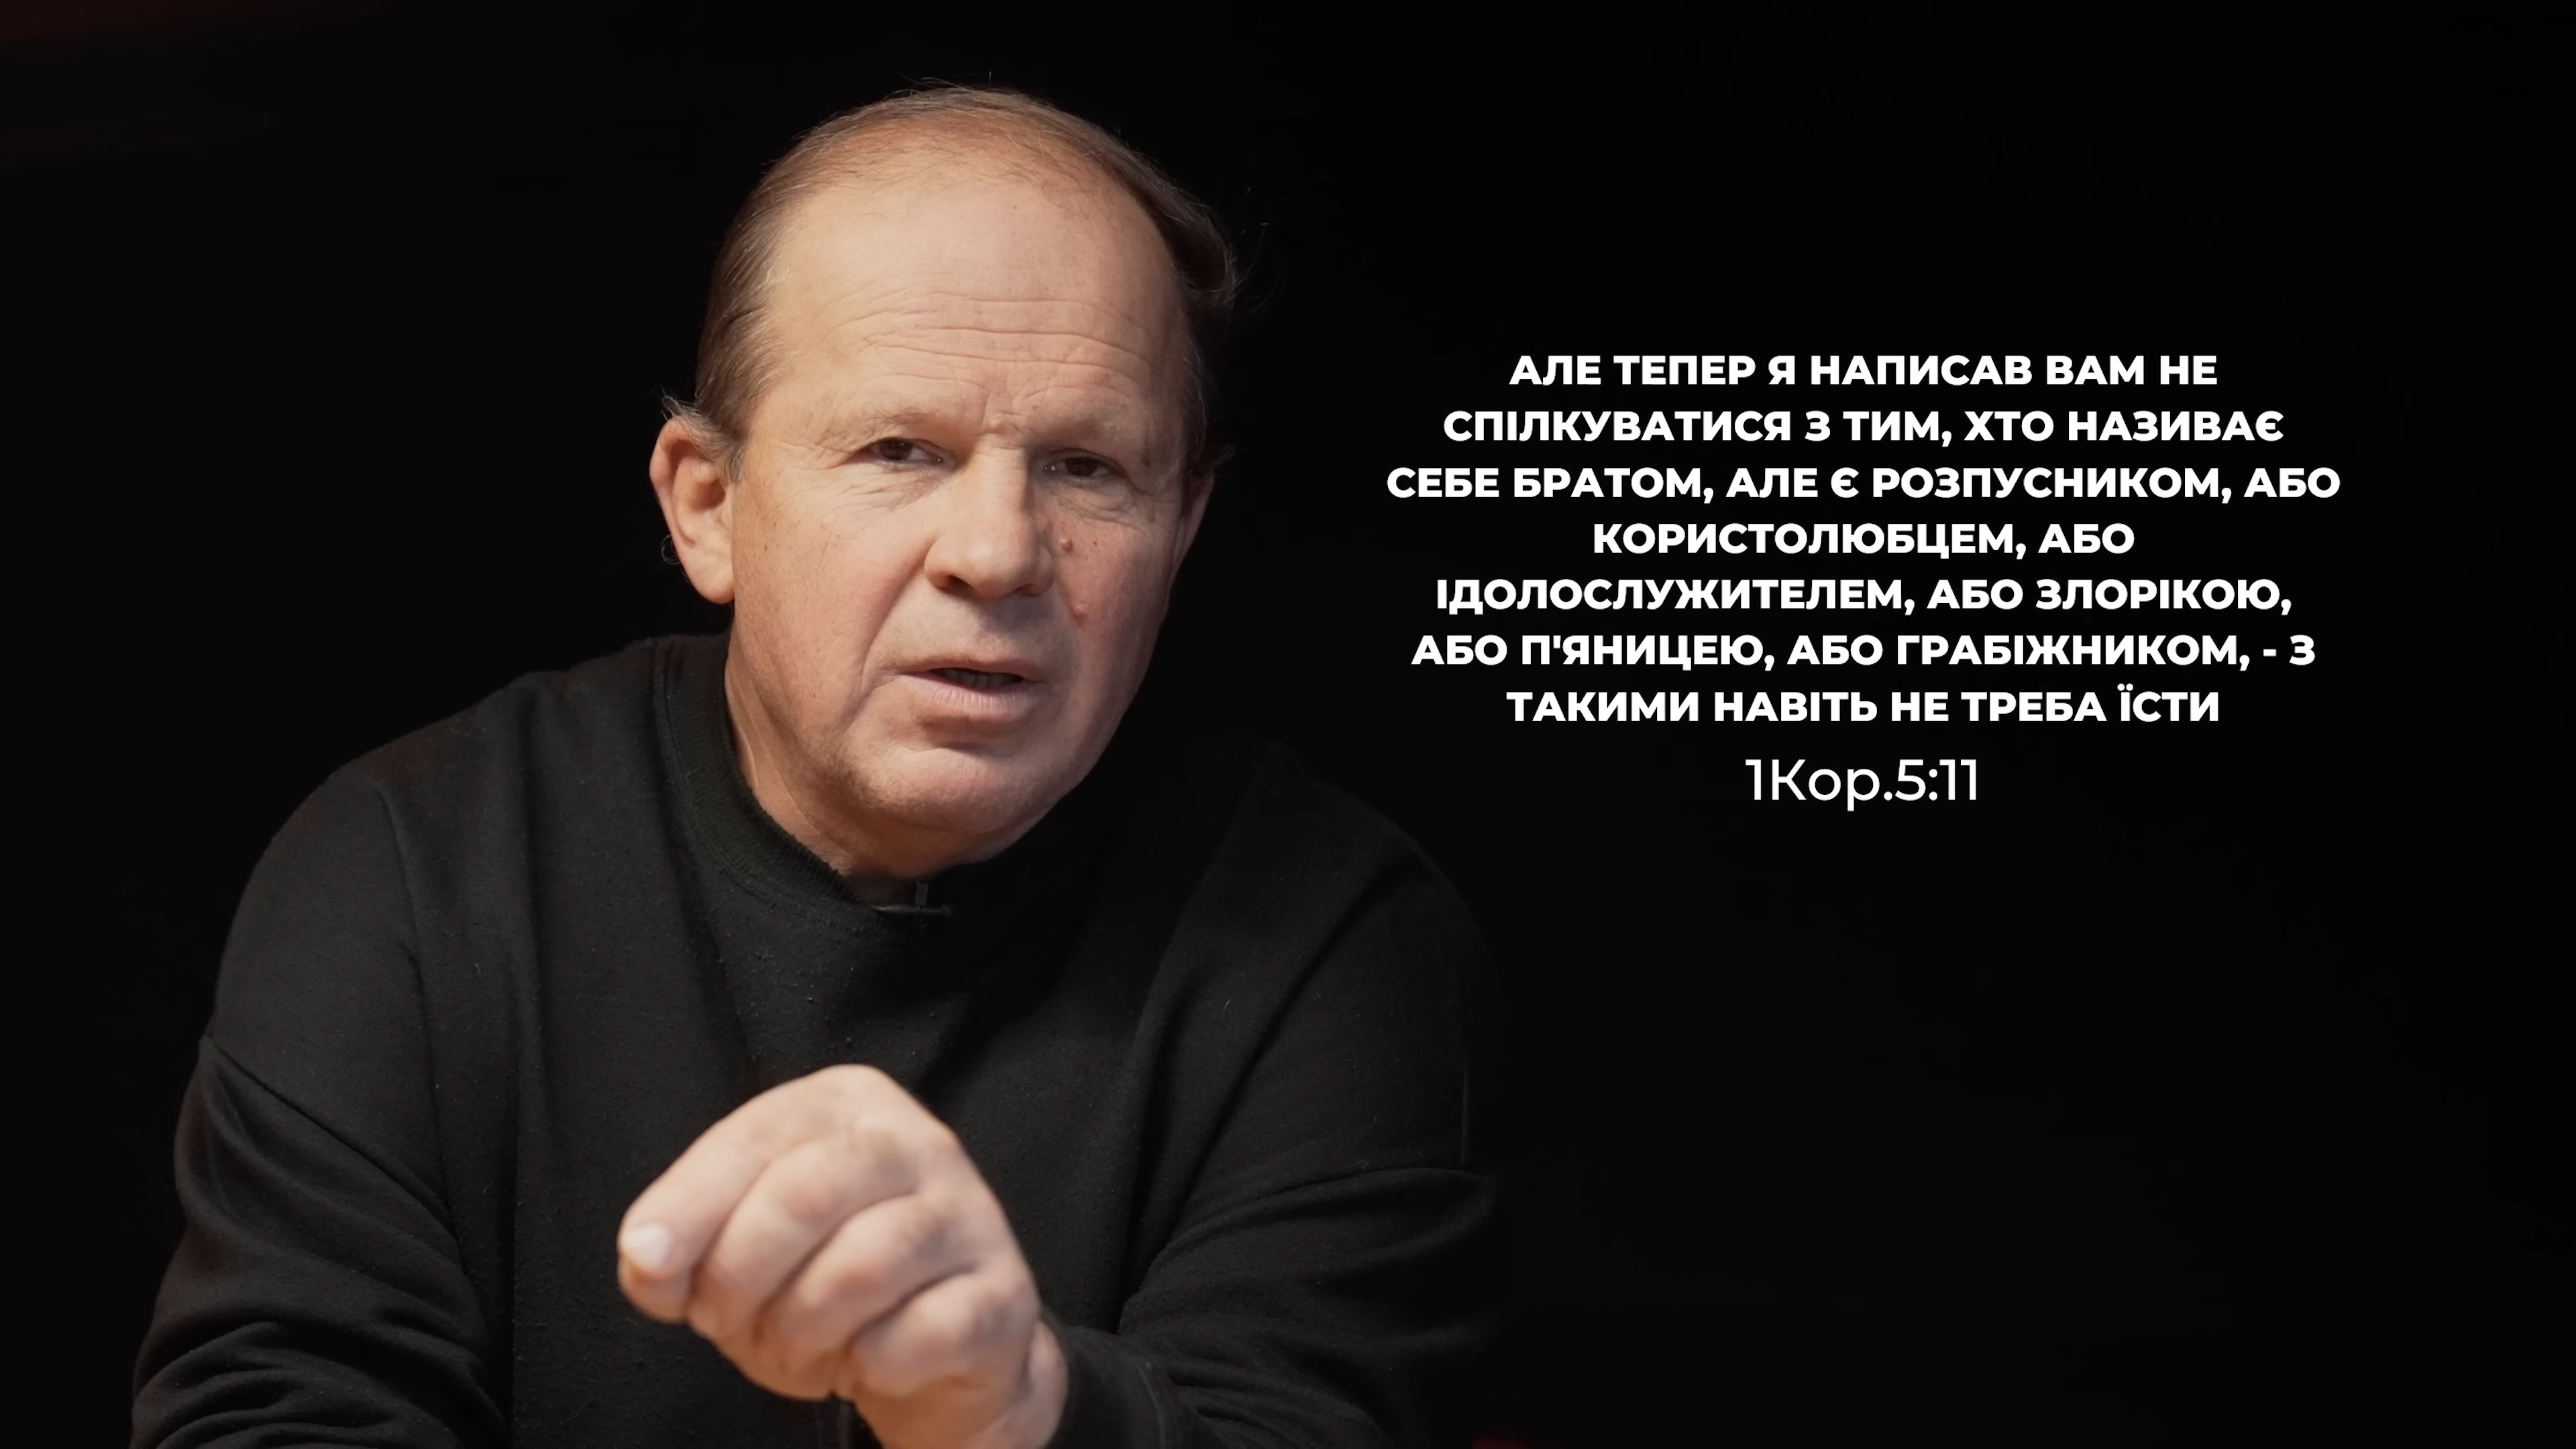 АЛЕ ТЕПЕР Я НАПИСАВ ВАМ НЕ
СПІЛКУВАТИСЯ З ТИМ, ХТО НАЗИВАЄ
СЕБЕ БРАТОМ, АЛЕ Є РОЗПУСНИКОМ, АБО
КОРИСТОЛЮБЦЕМ, АБО
ІДОЛОСЛУЖИТЕЛЕМ, АБО ЗЛОРІКОЮ,
АБО П'ЯНИЦЕЮ, АБО ГРАБІЖНИКОМ, - З
ТАКИМИ НАВІТЬ НЕ ТРЕБА ЇСТИ
1Кор.5:11